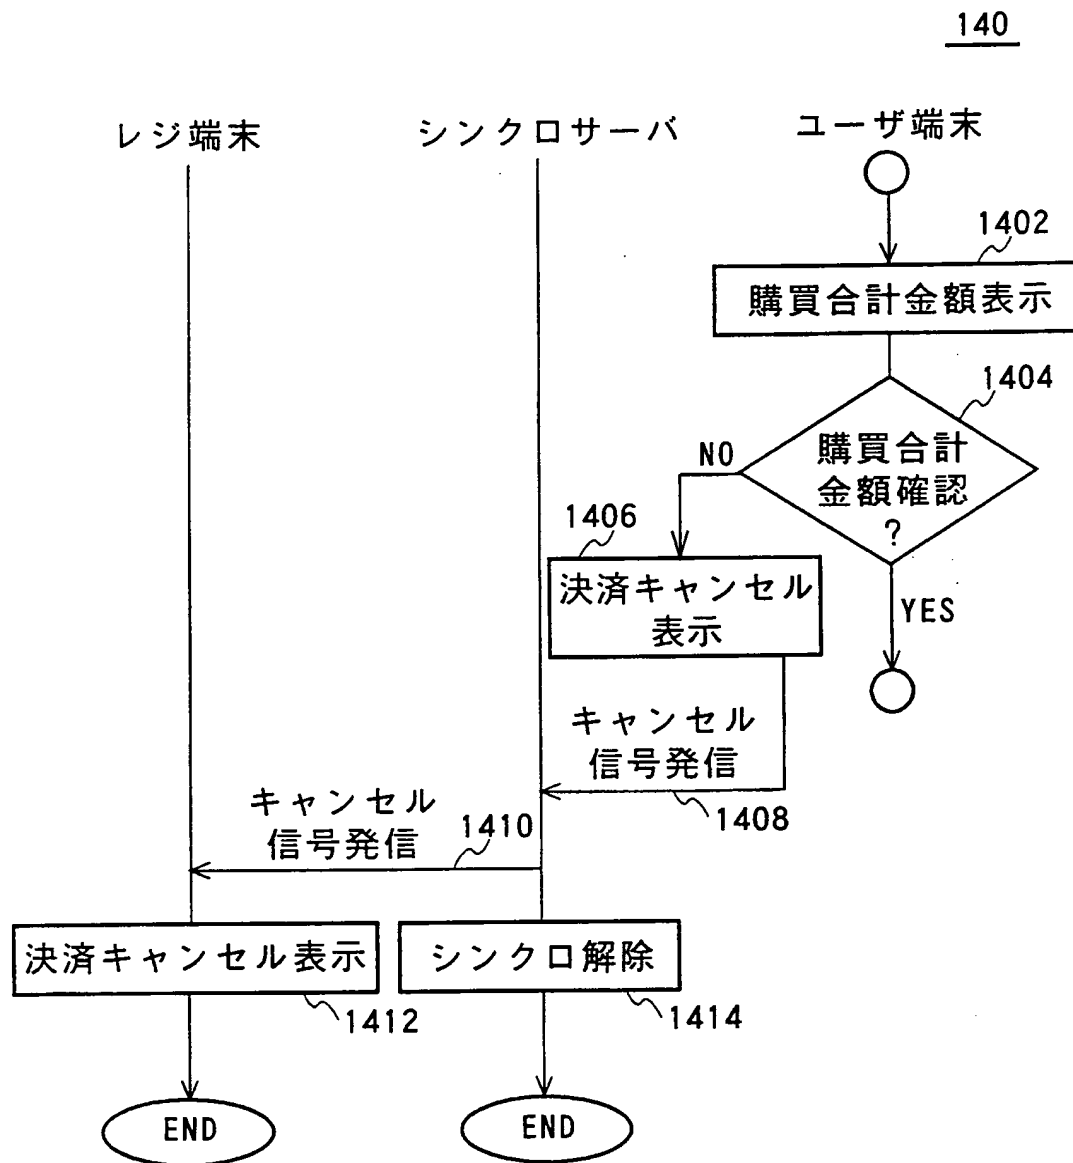 140
レジ端末
シンクロサーバ
ユーザ端末
1402
購買合計金額表示
1404
購買合計
金額確認
?
NO
YES
1406
決済キャンセル
表示
キャンセル
信号発信
1408
キャンセル
信号発信
1410
決済キャンセル表示
1412
シンクロ解除
1414
END
END